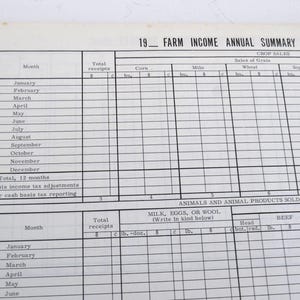 19__ FARM INCOME ANNUAL SUMMARY
CROP SALES
Month Total receipts Sales of Grain
Corn Milo Wheat
$ c bu. $ c bu. $ c bu. $ c bu.
January
February
March
April
May
June
July
August
September
October
November
December
Total, 12 months
income tax adjustments
cash basis tax reporting
3 4 5
ANIMALS AND ANIMAL PRODUCTS SOLD
Month Total receipts MILK, EGGS, OR WOOL BEEF
(Write in kind below) Head
$ c lb. -doz. $ c lb. $ c
January
February
March
April
May
June
July